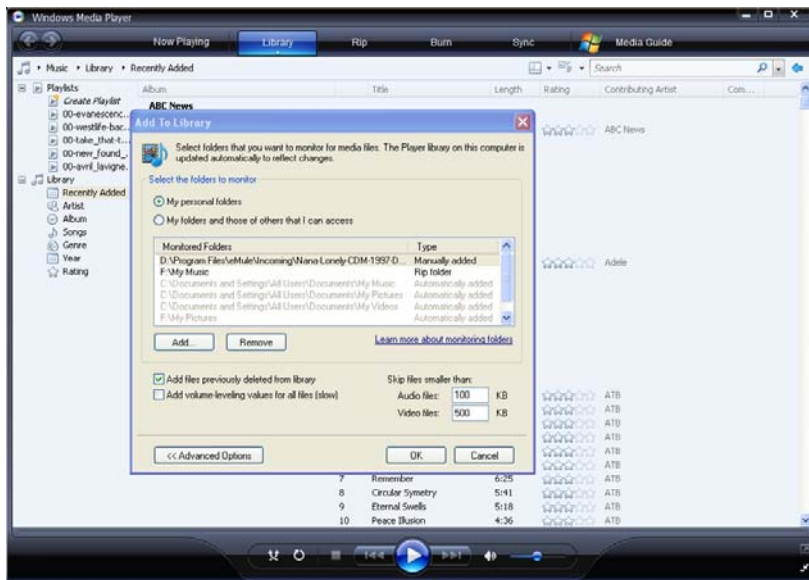 Windows Media Player
Now Playing Library Rip Burn Sync Media Guide
Music Library Recently Added Search
Playlists Album Title Length Rating Contributing Artist Com...
Create Playlist ABC News
00-evanescenc...
00-westlife-bac... ABC News
00-take_that-t...
00-new_found_...
00-avril_lavigne.
Library
Recently Added
Artist
Album
Songs
Genre
Year
Rating
Add To Library
Select folders that you want to monitor for media files. The Player library on this computer is
updated automatically to reflect changes.
Select the folders to monitor
My personal folders
My folders and those of others that I can access
Monitored Folders Type
D:\Program Files\eMule\Incoming\Nana-Lonely-CDM-1997-D... Manually added
F:\My Music Rip folder
C:\Documents and Settings\All Users\Documents\My Music Automatically added
C:\Documents and Settings\All Users\Documents\My Pictures Automatically added
C:\Documents and Settings\All Users\Documents\My Videos Automatically added
F:\My Pictures Automatically added
Add... Remove Learn more about monitoring folders
Add files previously deleted from library Skip files smaller than:
Add volume-leveling values for all files (slow) Audio files: 100 KB
Video files: 500 KB
<< Advanced Options OK Cancel
Adele
ATB
ATB
ATB
ATB
ATB
ATB
7 Remember 6:25 ATB
8 Circular Symetry 5:41 ATB
9 Eternal Swells 5:18 ATB
10 Peace Illusion 4:36 ATB